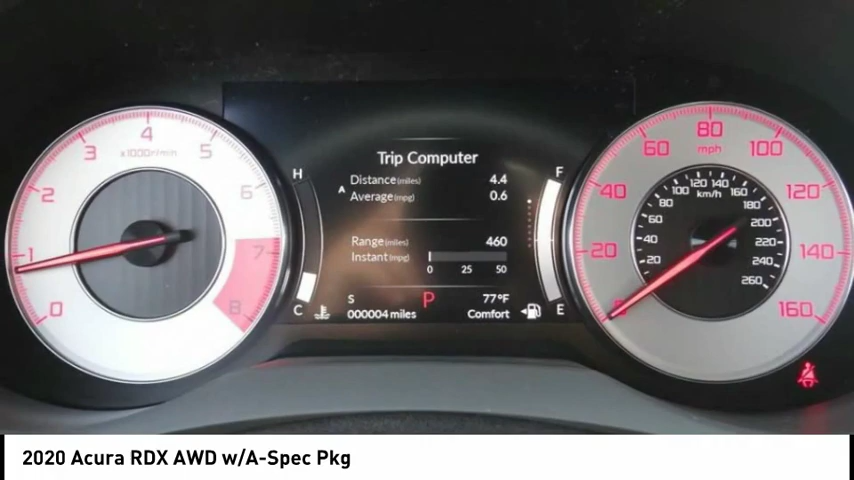 4
3
5
x1000r/min
2
6
1
7
0
8
H
C
Trip Computer
A
Distance(miles) 4.4
Average(mpg) 0.6
Range(miles) 460
Instant(mpg)
0 25 50
S P 77°F
000004 miles Comfort
F
E
80
60 mph 100
40 120
20 140
0 160
120 140
100 km/h 160
80 180
60 200
40 220
20 240
260
2020 Acura RDX AWD w/A-Spec Pkg